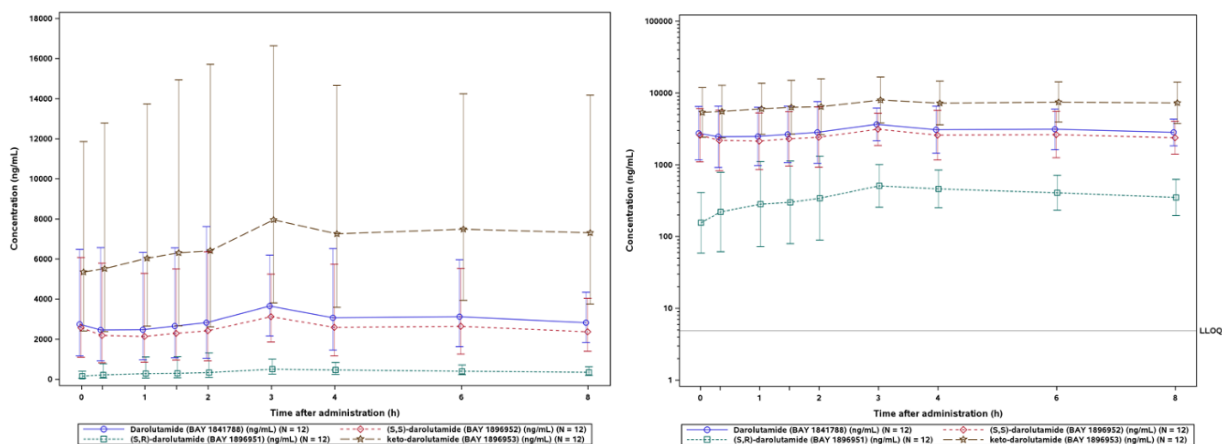 18000
16000
14000
12000
10000
8000
6000
4000
2000
0
Concentration (ng/mL)
0 1 2 3 4 6 8
Time after administration (h)
Darolutamide (BAY 1841788) (ng/mL) (N = 12) (S,S)-darolutamide (BAY 1896952) (ng/mL) (N = 12)
(S,R)-darolutamide (BAY 1896951) (ng/mL) (N = 12) keto-darolutamide (BAY 1896953) (ng/mL) (N = 12)
100000
10000
1000
100
10
1
Concentration (ng/mL)
LLOQ
0 1 2 3 4 6 8
Time after administration (h)
Darolutamide (BAY 1841788) (ng/mL) (N = 12) (S,S)-darolutamide (BAY 1896952) (ng/mL) (N = 12)
(S,R)-darolutamide (BAY 1896951) (ng/mL) (N = 12) keto-darolutamide (BAY 1896953) (ng/mL) (N = 12)